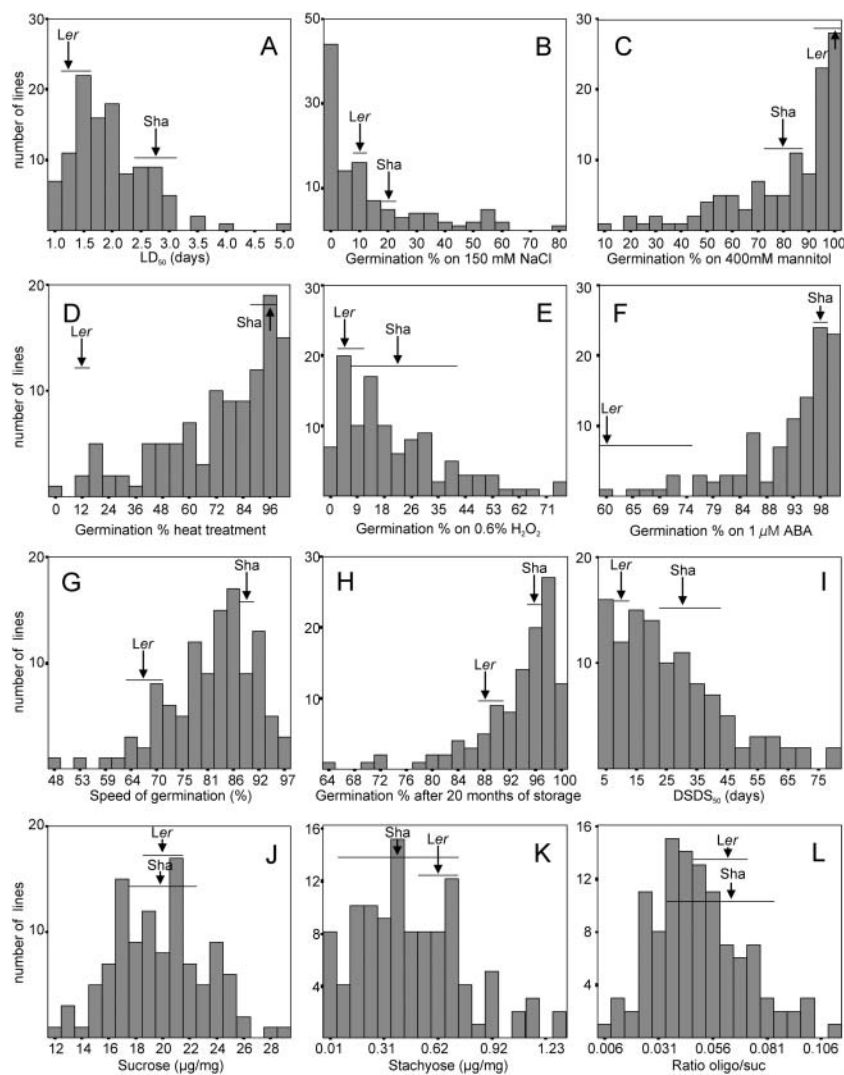 30
20
10
number of lines
Ler
Sha
A
1.0 1.5 2.0 2.5 3.0 3.5 4.0 4.5 5.0
LD₅₀ (days)
50
30
10
Ler
Sha
B
0 10 20 30 40 50 60 70 80
Germination % on 150 mM NaCl
30
20
10
C
Ler
Sha
10 20 30 40 50 60 70 80 90 100
Germination % on 400mM mannitol
20
10
number of lines
D
Ler
Sha
0 12 24 36 48 60 72 84 96
Germination % heat treatment
30
20
10
Ler
Sha
E
0 9 18 26 36 44 53 62 71
Germination % on 0.6% H₂O₂
30
20
10
F
Sha
Ler
60 65 69 74 79 84 88 93 98
Germination % on 1 μM ABA
20
10
number of lines
G
Sha
Ler
48 53 59 64 70 75 81 86 92 97
Speed of germination (%)
30
20
10
H
Sha
Ler
64 68 72 76 80 84 88 92 96 100
Germination % after 20 months of storage
20
10
Ler
Sha
I
5 15 25 35 45 55 65 75
DSDS₅₀ (days)
20
10
number of lines
Ler
Sha
J
12 14 16 18 20 22 24 26 28
Sucrose (μg/mg)
16
12
8
4
Sha
Ler
K
0.01 0.31 0.62 0.92 1.23
Stachyose (μg/mg)
16
12
8
4
Ler
Sha
L
0.006 0.031 0.056 0.081 0.106
Ratio oligo/suc